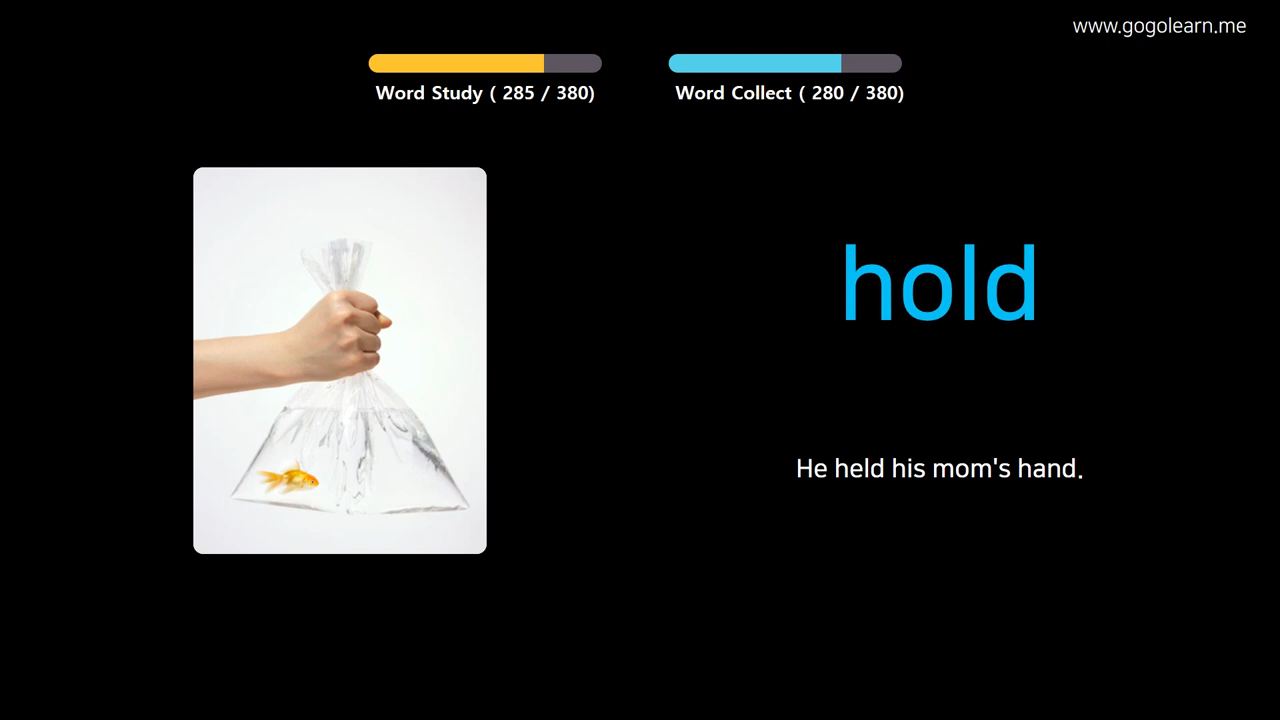 www.gogolearn.me
Word Study ( 285 / 380)
Word Collect ( 280 / 380)
hold
He held his mom's hand.